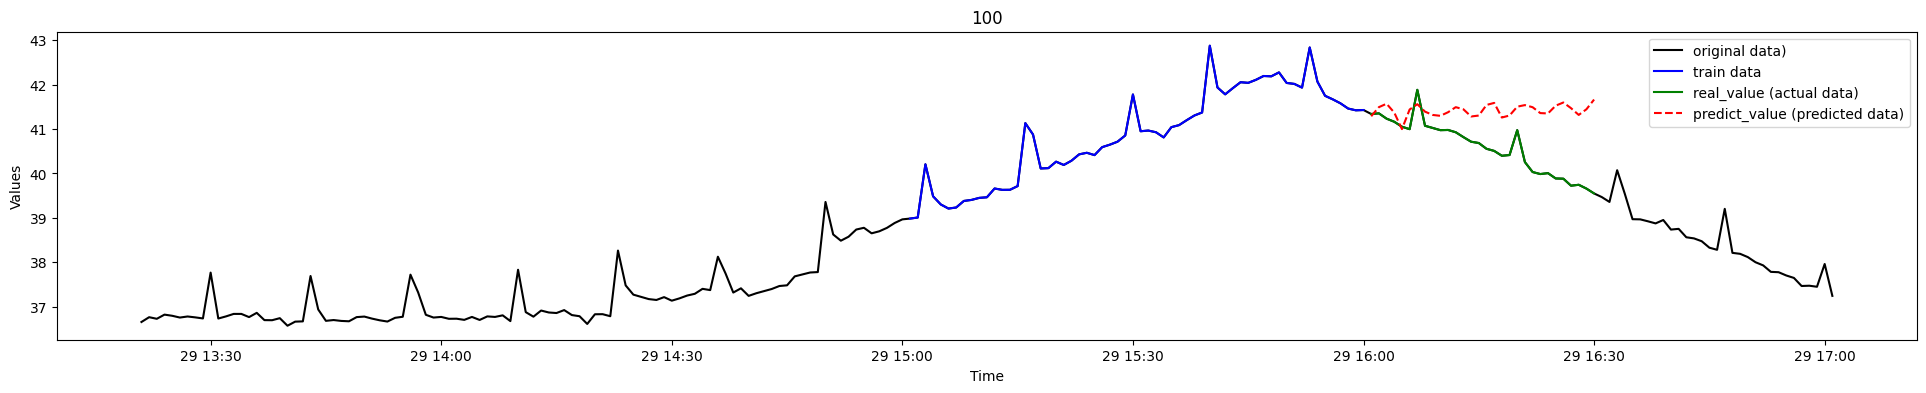 100
43
42
41
40
39
38
37
Values
original data)
train data
real_value (actual data)
predict_value (predicted data)
29 13:30
29 14:00
29 14:30
29 15:00
29 15:30
29 16:00
29 16:30
29 17:00
Time